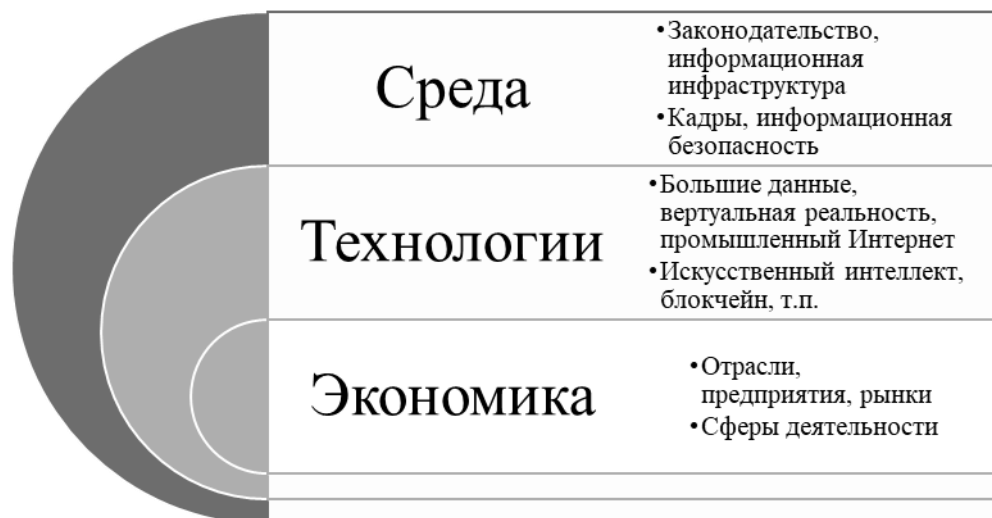 Среда
•Законодательство,
информационная
инфраструктура
•Кадры, информационная
безопасность
Технологии
•Большие данные,
вертуальная реальность,
промышленный Интернет
•Искусственный интеллект,
блокчейн, т.п.
Экономика
•Отрасли,
предприятия, рынки
•Сферы деятельности